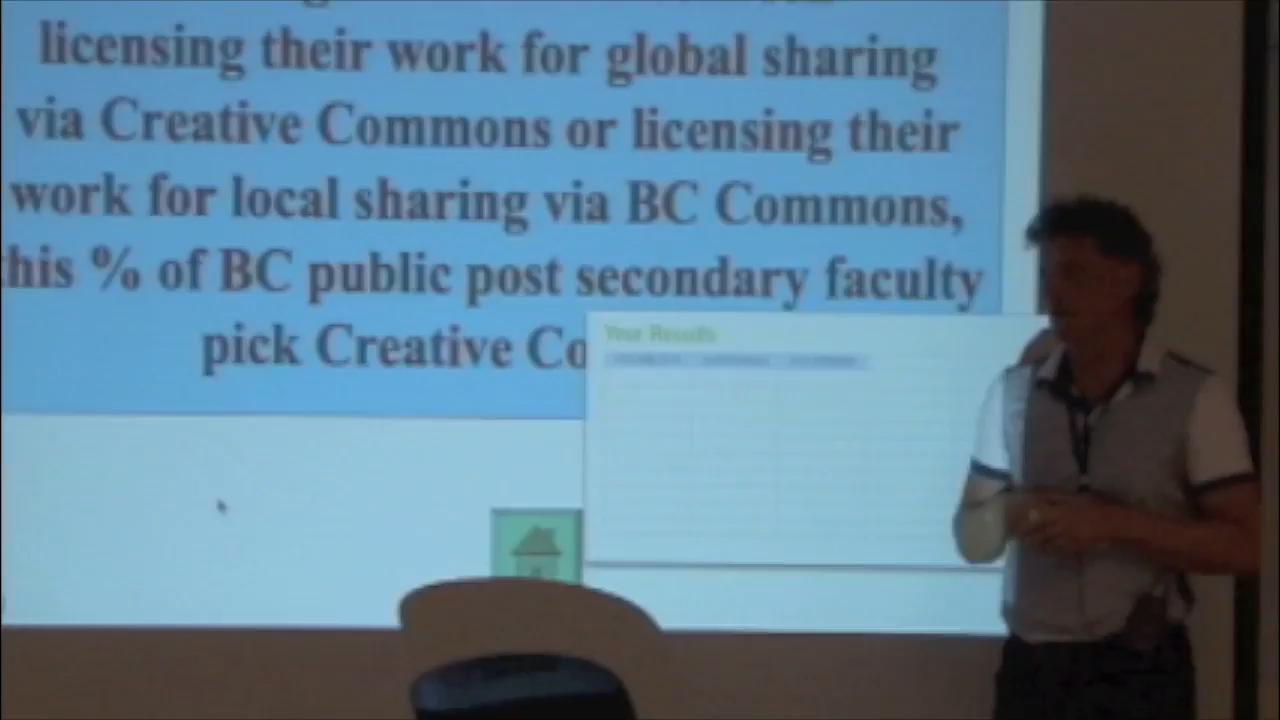 licensing their work for global sharing
via Creative Commons or licensing their
work for local sharing via BC Commons,
this % of BC public post secondary faculty
pick Creative Co
Your Results